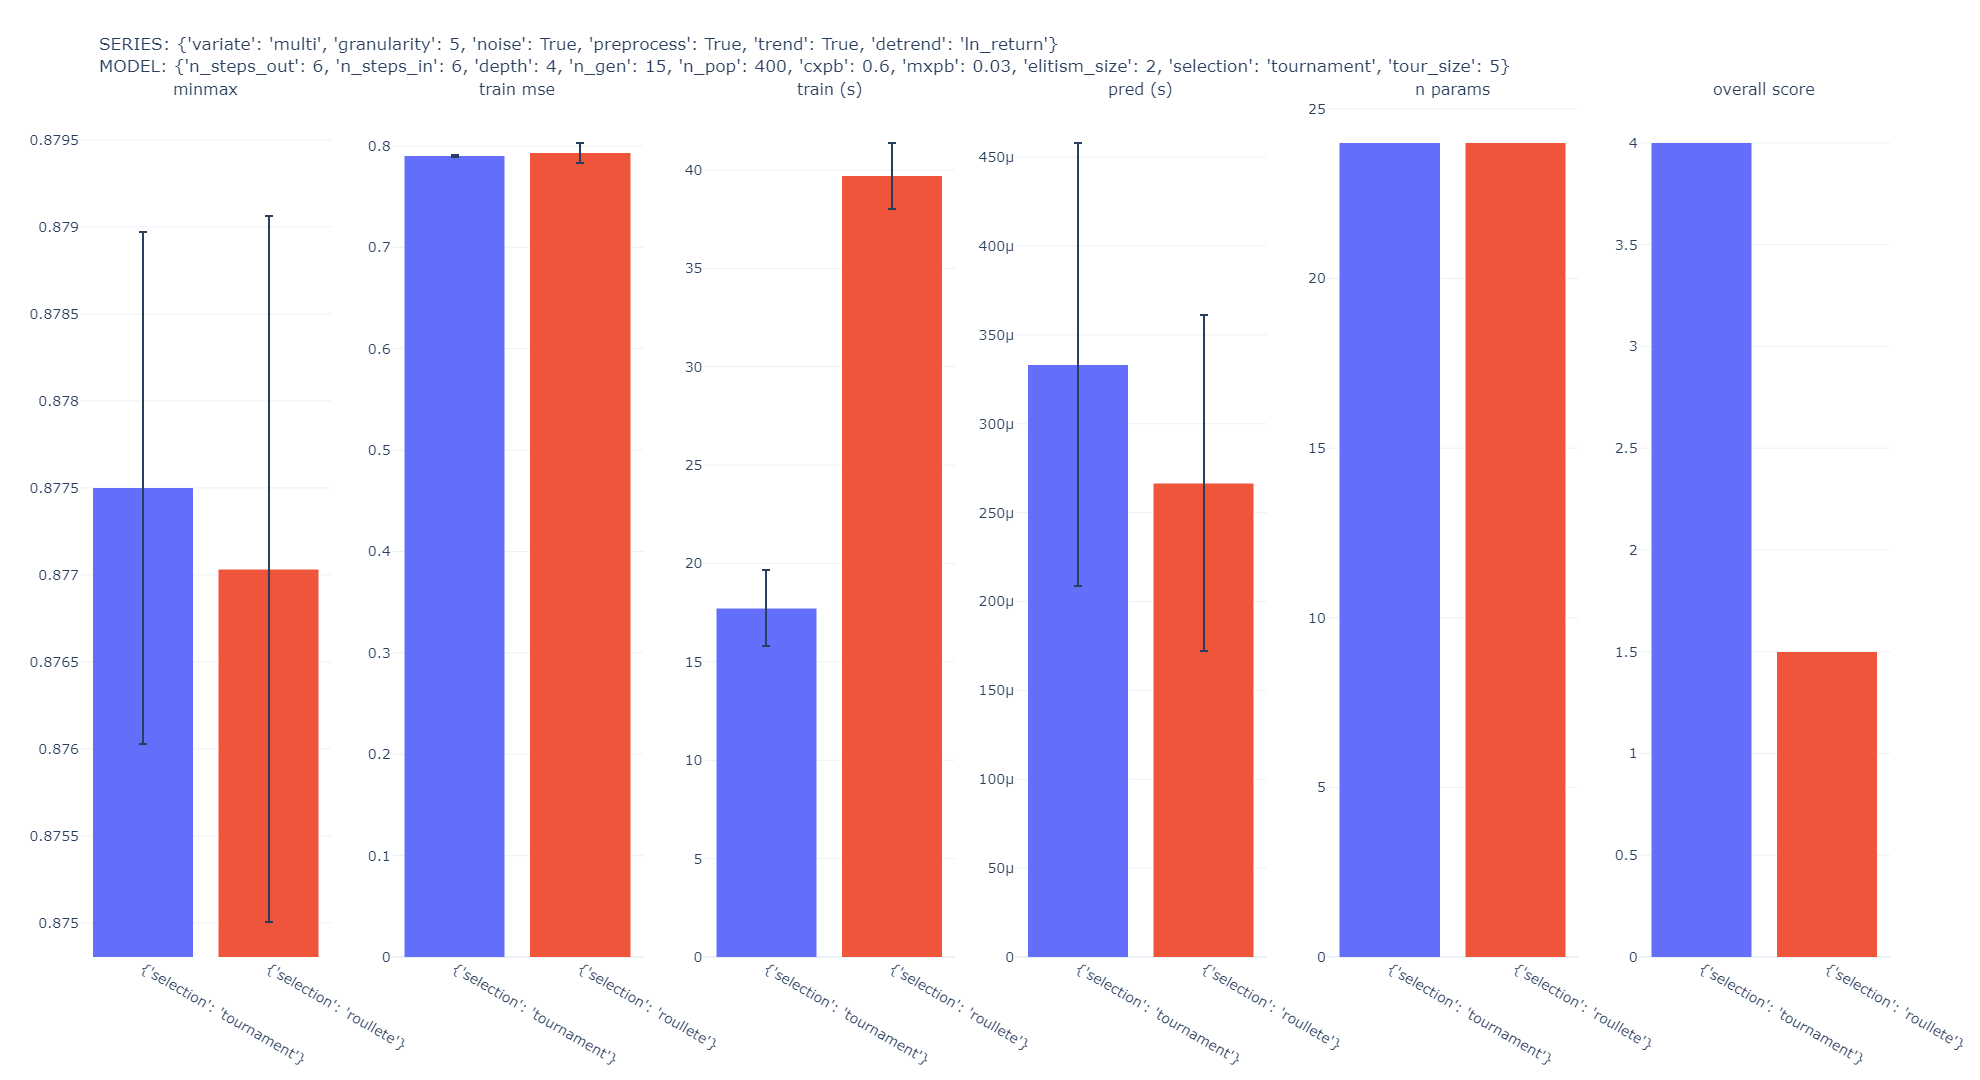 SERIES: {'variate': 'multi', 'granularity': 5, 'noise': True, 'preprocess': True, 'trend': True, 'detrend': 'ln_return'}
MODEL: {'n_steps_out': 6, 'n_steps_in': 6, 'depth': 4, 'n_gen': 15, 'n_pop': 400, 'cxpb': 0.6, 'mxpb': 0.03, 'elitism_size': 2, 'selection': 'tournament', 'tour_size': 5}
minmax
0.8795
0.879
0.8785
0.878
0.8775
0.877
0.8765
0.876
0.8755
0.875
{'selection': 'tournament'}
{'selection': 'roullete'}
train mse
0.8
0.7
0.6
0.5
0.4
0.3
0.2
0.1
0
{'selection': 'tournament'}
{'selection': 'roullete'}
train (s)
40
35
30
25
20
15
10
5
0
{'selection': 'tournament'}
{'selection': 'roullete'}
pred (s)
450μ
400μ
350μ
300μ
250μ
200μ
150μ
100μ
50μ
0
{'selection': 'tournament'}
{'selection': 'roullete'}
n params
25
20
15
10
5
0
{'selection': 'tournament'}
{'selection': 'roullete'}
overall score
4
3.5
3
2.5
2
1.5
1
0.5
0
{'selection': 'tournament'}
{'selection': 'roullete'}